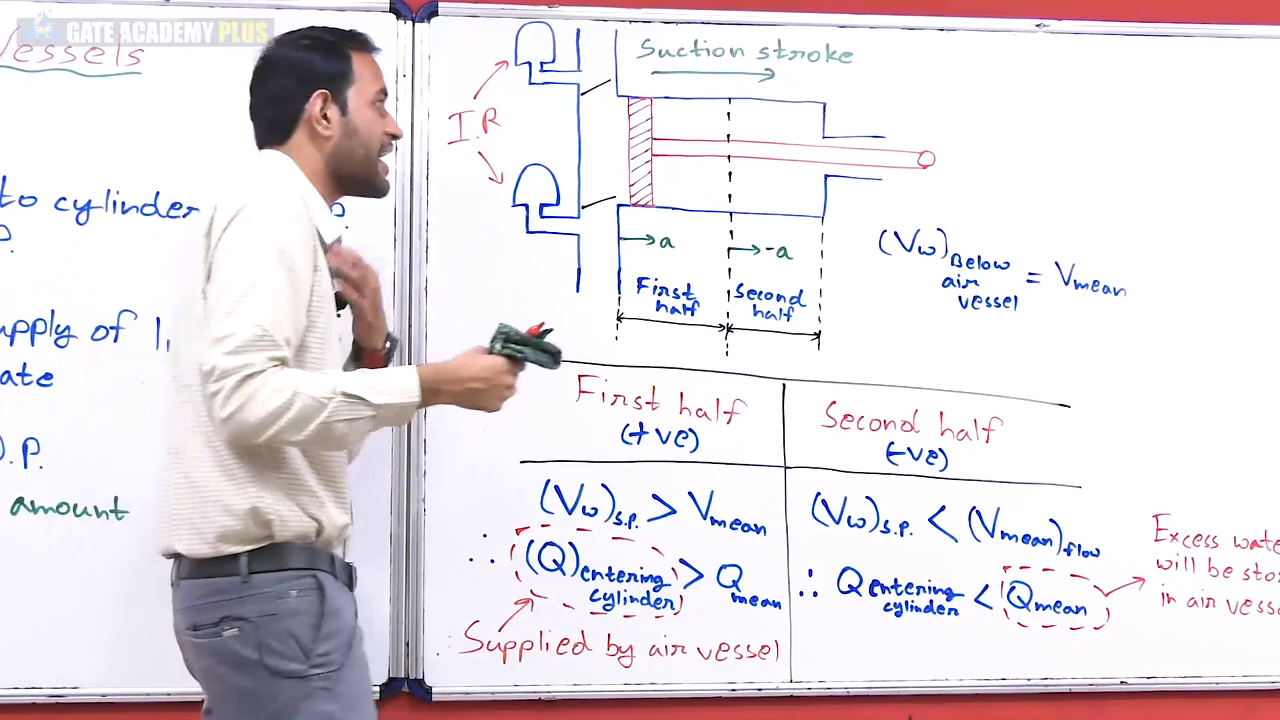 GATE ACADEMY PLUS
Vessels
to cylinder
P.
upply of
ate
.P.
amount
Suction stroke
I.R
a
-a
First
half
Second
half
(Vw)Below air vessel = Vmean
First half
(+ve)
Second half
(-ve)
(Vw)S.P. > Vmean
∴ (Q)entering cylinder > Qmean
Supplied by air vessel
(Vw)S.P. < (Vmean)flow
∴ Qentering cylinder < Qmean
Excess wate
will be sto
in air vesse